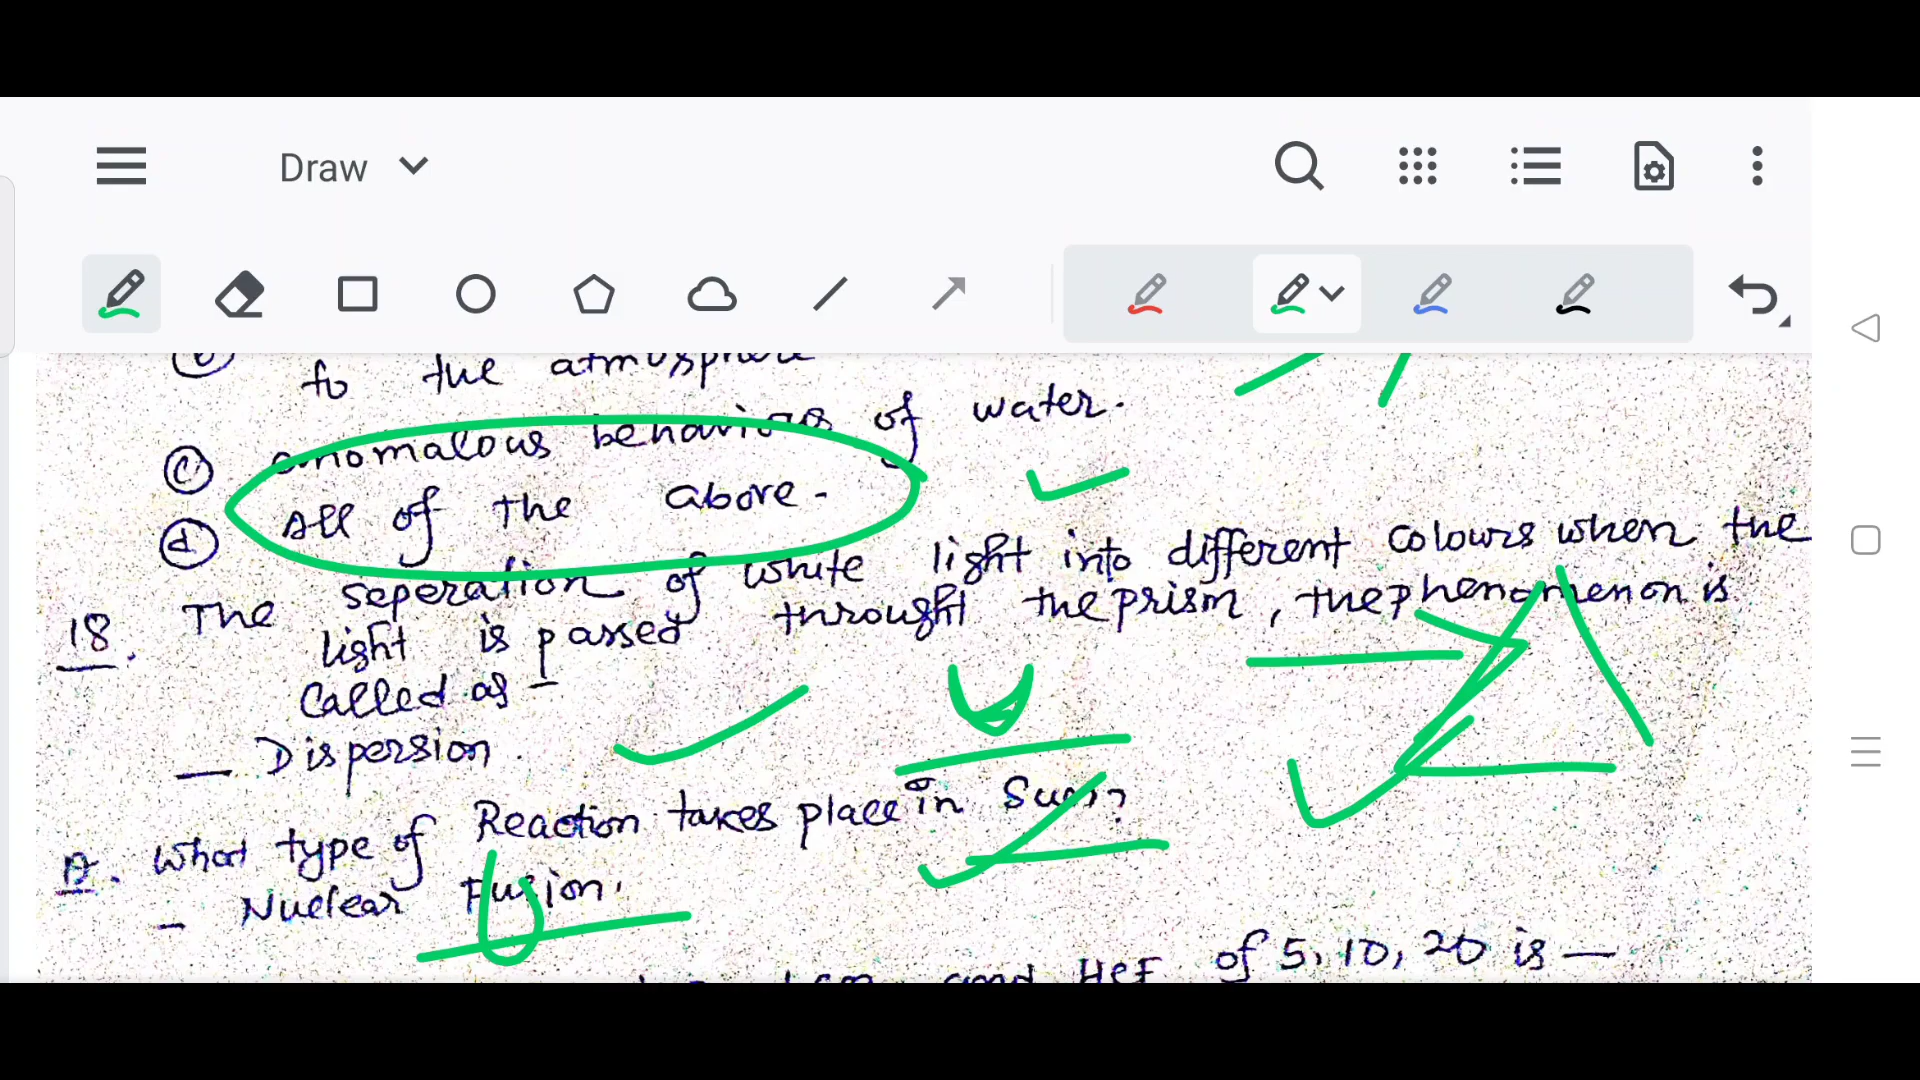 Draw
to the atmosphere
(c) anomalous behaviour of water.
(d) All of the above.
18. The seperation of white light into different colours when the
light is passed throught the prism, the phenomenon is
Called as -
— Dispersion.
What type of Reaction takes place in Sun?
- Nuclear Fusion.
and HCF of 5, 10, 20 is —